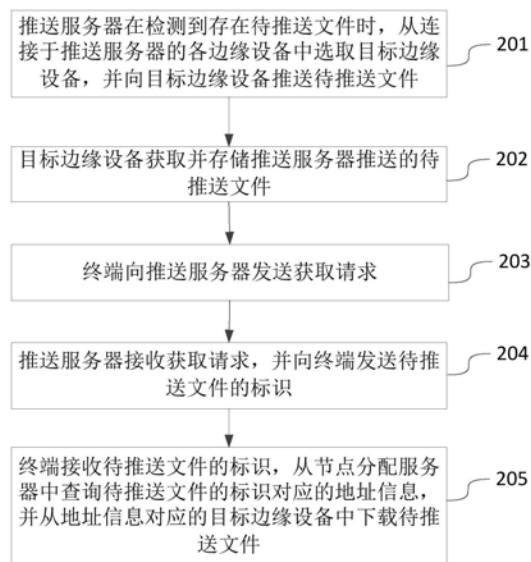 推送服务器在检测到存在待推送文件时，从连
接于推送服务器的各边缘设备中选取目标边缘
设备，并向目标边缘设备推送待推送文件
201
目标边缘设备获取并存储推送服务器推送的待
推送文件
202
终端向推送服务器发送获取请求
203
推送服务器接收获取请求，并向终端发送待推
送文件的标识
204
终端接收待推送文件的标识，从节点分配服务
器中查询待推送文件的标识对应的地址信息，
并从地址信息对应的目标边缘设备中下载待推
送文件
205